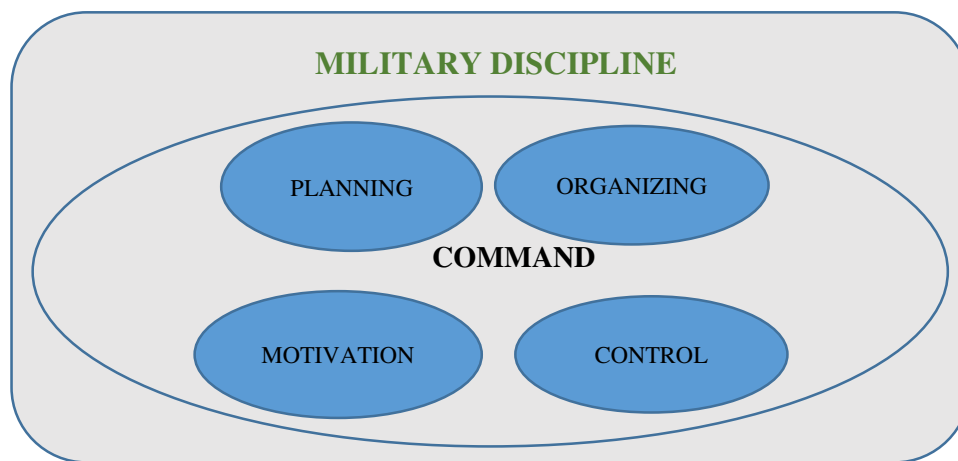 MILITARY DISCIPLINE
PLANNING
ORGANIZING
COMMAND
MOTIVATION
CONTROL